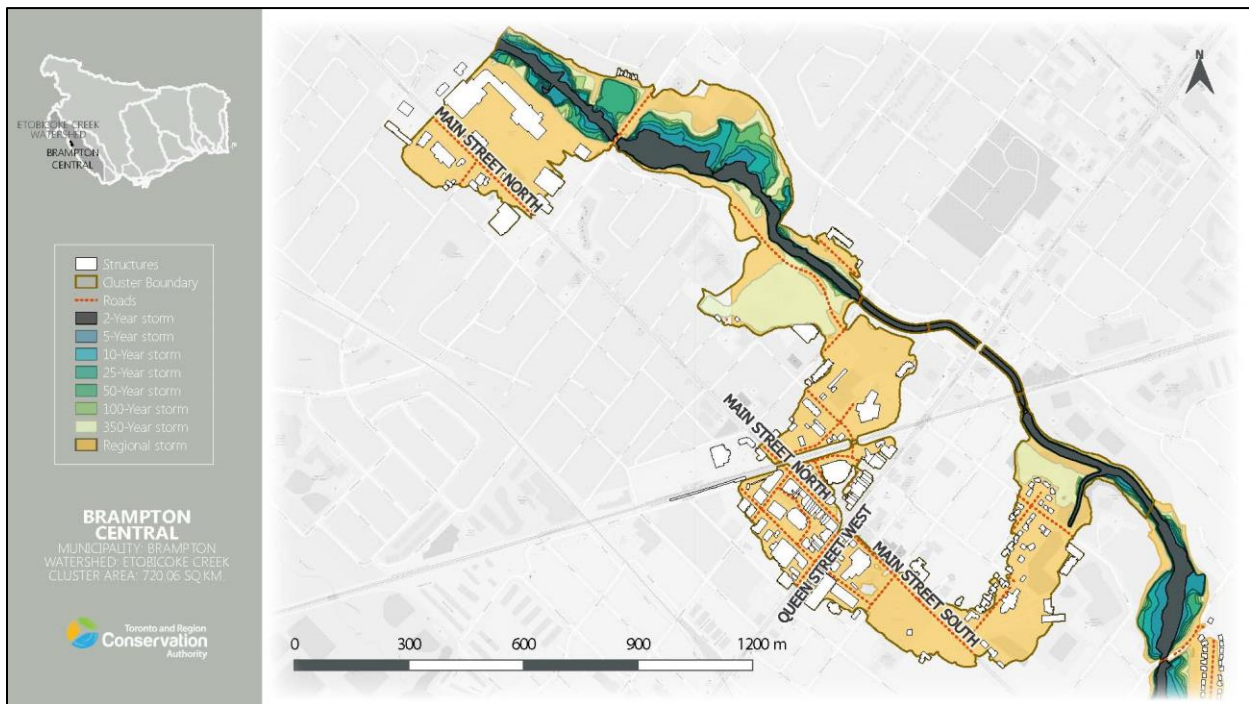 ETOBICOKE CREEK
WATERSHED
BRAMPTON
CENTRAL
Structures
Cluster Boundary
Roads
2-Year storm
5-Year storm
10-Year storm
25-Year storm
50-Year storm
100-Year storm
350-Year storm
Regional storm
BRAMPTON
CENTRAL
MUNICIPALITY: BRAMPTON
WATERSHED: ETOBICOKE CREEK
CLUSTER AREA: 720.06 SQ KM.
Toronto and Region
Conservation
Authority
N
MAIN STREET NORTH
MAIN STREET NORTH
QUEEN STREET WEST
MAIN STREET SOUTH
0 300 600 900 1200 m